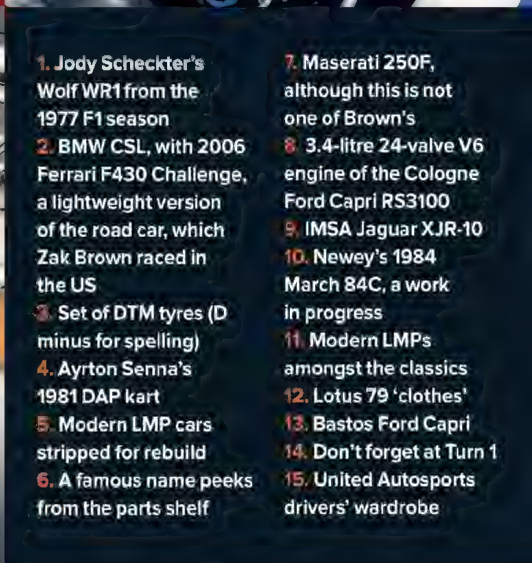 1. Jody Scheckter's
Wolf WR1 from the
1977 F1 season
2. BMW CSL, with 2006
Ferrari F430 Challenge,
a lightweight version
of the road car, which
Zak Brown raced in
the US
3. Set of DTM tyres (D
minus for spelling)
4. Ayrton Senna's
1981 DAP kart
5. Modern LMP cars
stripped for rebuild
6. A famous name peeks
from the parts shelf
7. Maserati 250F,
although this is not
one of Brown's
8. 3.4-litre 24-valve V6
engine of the Cologne
Ford Capri RS3100
9. IMSA Jaguar XJR-10
10. Newey's 1984
March 84C, a work
in progress
11. Modern LMPs
amongst the classics
12. Lotus 79 'clothes'
13. Bastos Ford Capri
14. Don't forget at Turn 1
15. United Autosports
drivers' wardrobe